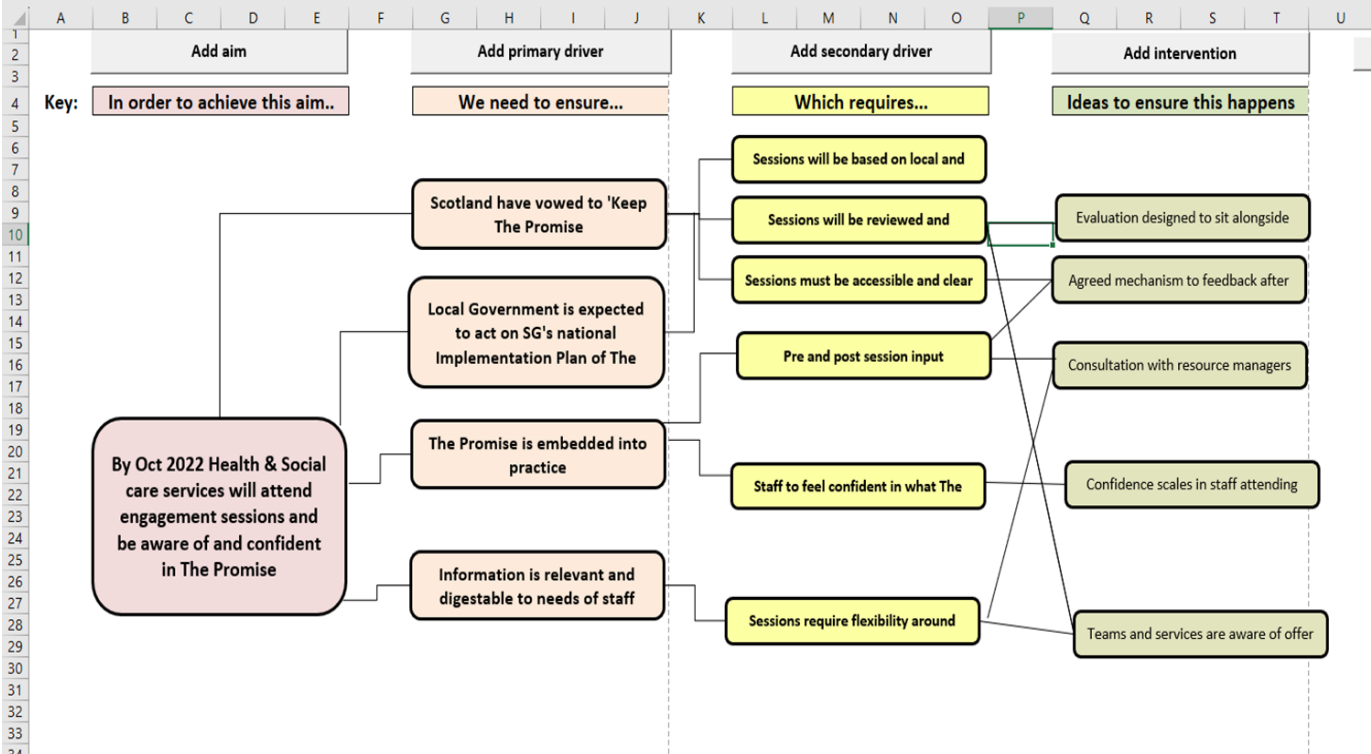 A B C D E F G H I J K L M N O P Q R S T U
1
2
3
4
5
6
7
8
9
10
11
12
13
14
15
16
17
18
19
20
21
22
23
24
25
26
27
28
29
30
31
32
33
34
Add aim
Add primary driver
Add secondary driver
Add intervention
Key:
In order to achieve this aim..
We need to ensure...
Which requires...
Ideas to ensure this happens
By Oct 2022 Health & Social
care services will attend
engagement sessions and
be aware of and confident
in The Promise
Scotland have vowed to 'Keep
The Promise
Local Government is expected
to act on SG's national
Implementation Plan of The
The Promise is embedded into
practice
Information is relevant and
digestable to needs of staff
Sessions will be based on local and
Sessions will be reviewed and
Sessions must be accessible and clear
Pre and post session input
Staff to feel confident in what The
Sessions require flexibility around
Evaluation designed to sit alongside
Agreed mechanism to feedback after
Consultation with resource managers
Confidence scales in staff attending
Teams and services are aware of offer